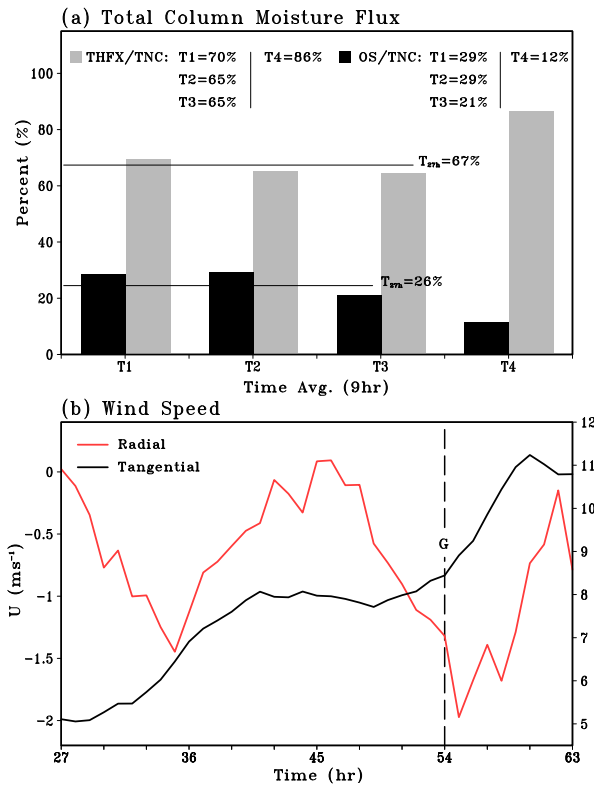 (a) Total Column Moisture Flux
THFX/TNC: T1=70% T4=86% OS/TNC: T1=29% T4=12%
T2=65% T2=29%
T3=65% T3=21%
100
80
60
40
20
0
Percent (%)
T27h=67%
T27h=26%
T1 T2 T3 T4
Time Avg. (9hr)
(b) Wind Speed
Radial
Tangential
0
-0.5
-1
-1.5
-2
U (ms⁻¹)
G
12
11
10
9
8
7
6
5
27 36 45 54 63
Time (hr)